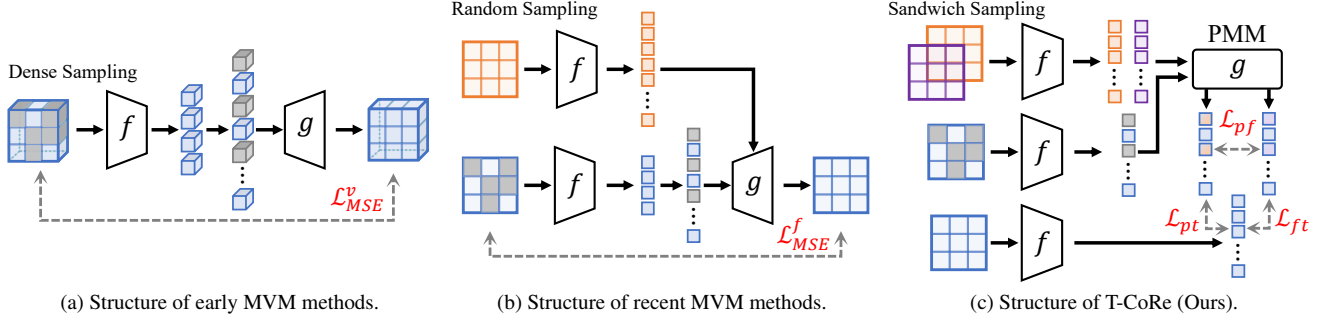 Dense Sampling
f
g
ℒ^v_MSE
(a) Structure of early MVM methods.
Random Sampling
f
f
g
ℒ^f_MSE
(b) Structure of recent MVM methods.
Sandwich Sampling
PMM
f
g
ℒ_pf
f
ℒ_pt
ℒ_ft
f
(c) Structure of T-CoRe (Ours).